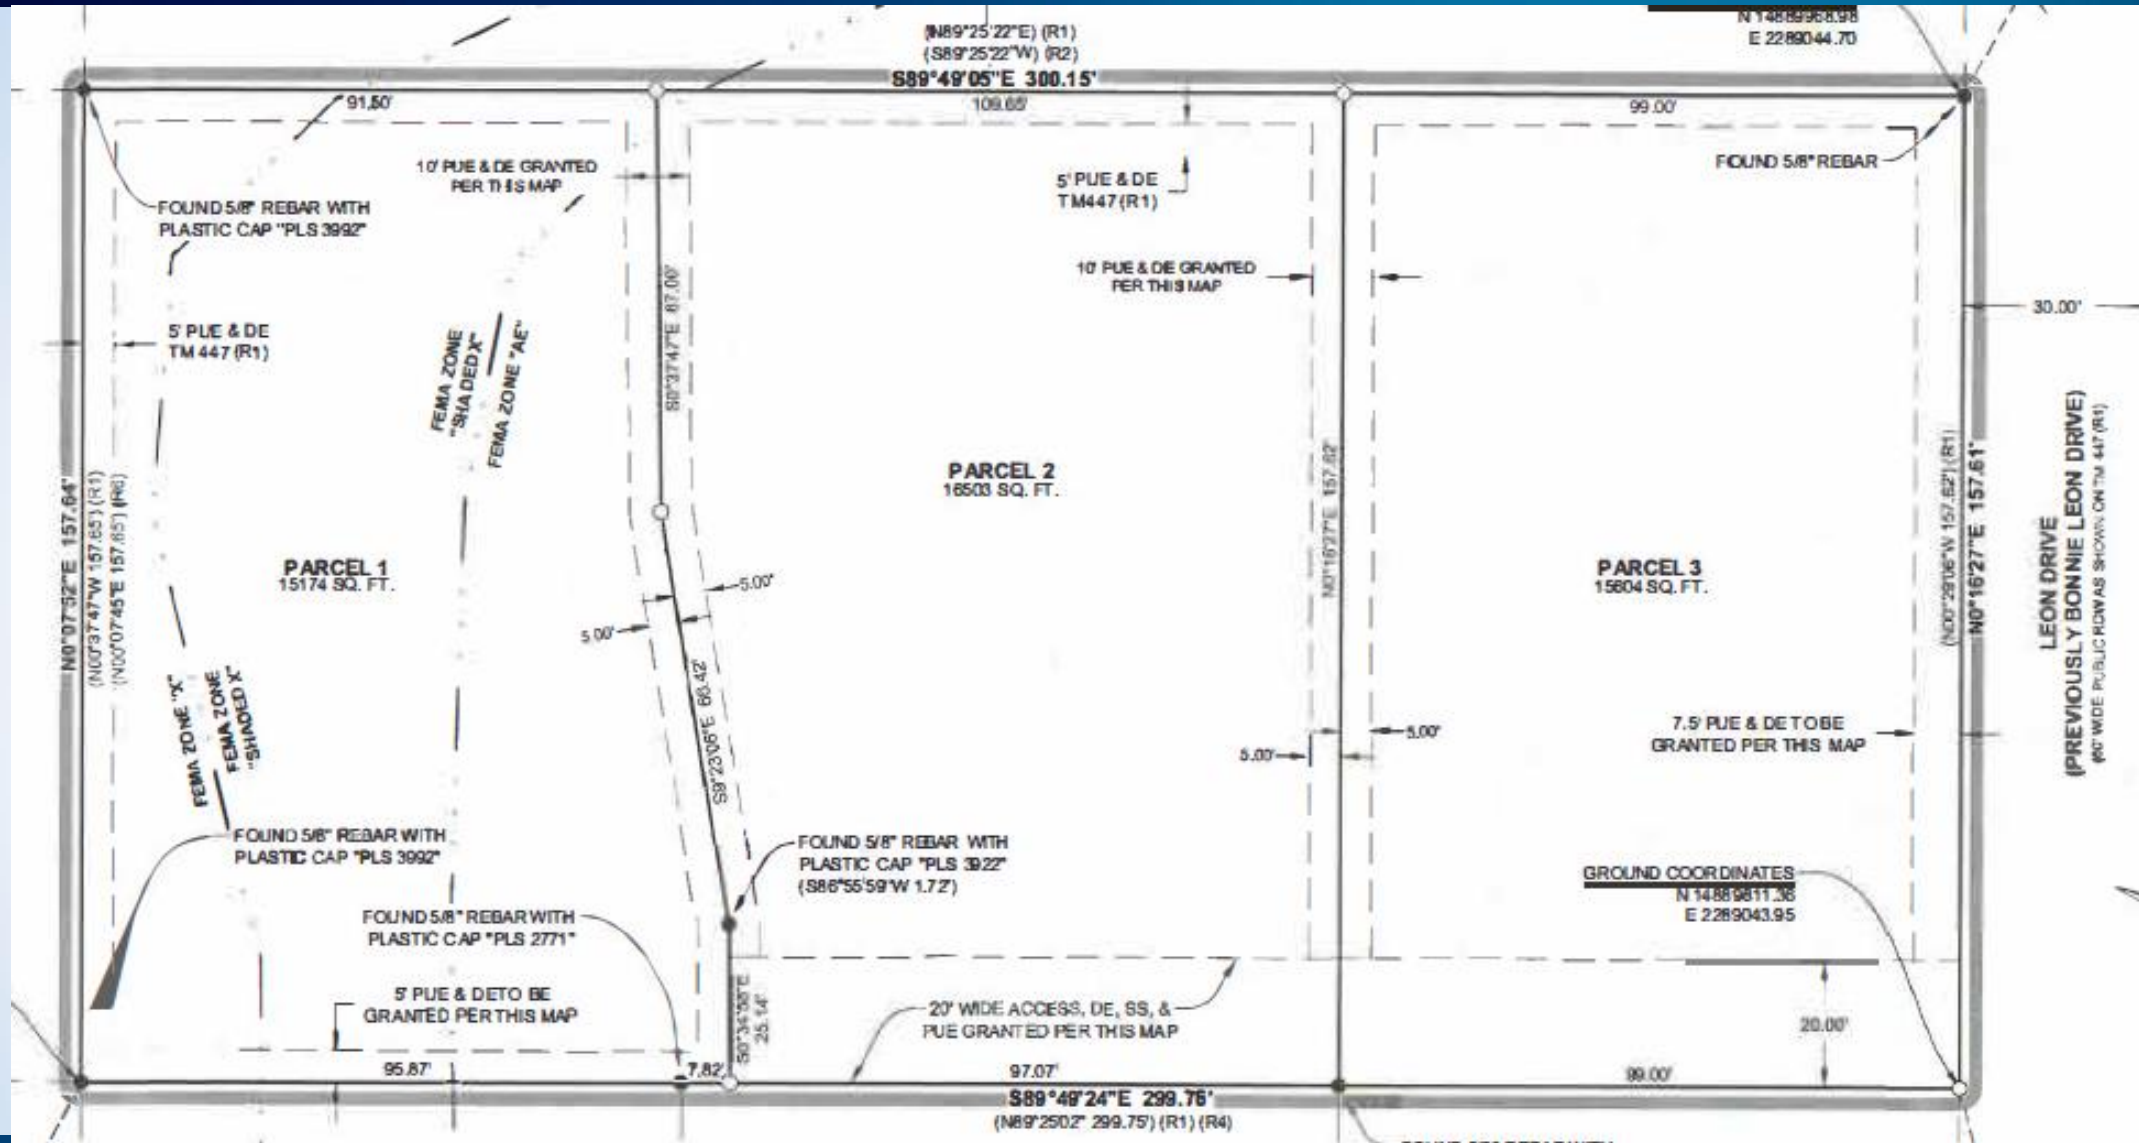 (N89°25'22"E) (R1)
(S89°25'22"W) (R2)
S89°49'05"E 300.15'
N 14889968.98
E 2289044.70
91.50'
109.65'
99.00'
10' PUE & DE GRANTED
PER THIS MAP
FOUND 5/8" REBAR WITH
PLASTIC CAP "PLS 3992"
5' PUE & DE
TM447 (R1)
FOUND 5/8" REBAR
10' PUE & DE GRANTED
PER THIS MAP
5' PUE & DE
TM 447 (R1)
30.00'
FEMA ZONE
"SHADED X"
FEMA ZONE "AE"
S0°37'47"E 87.00'
PARCEL 2
16503 SQ. FT.
N0°16'27"E 157.62'
PARCEL 1
15174 SQ. FT.
PARCEL 3
15604 SQ. FT.
N0°07'52"E 157.64'
(N00°37'47"W 157.65') (R1)
(N00°07'45"E 157.65')
(N00°29'06"W 157.62') (R1)
N0°16'27"E 157.61'
LEON DRIVE
(PREVIOUSLY BONNIE LEON DRIVE)
(60' WIDE PUBLIC ROW AS SHOWN ON TM 447 (R1)
5.00'
5.00'
S9°23'06"E 66.42'
FEMA ZONE "X"
FEMA ZONE
"SHADED X"
5.00'
5.00'
7.5' PUE & DE TO BE
GRANTED PER THIS MAP
FOUND 5/8" REBAR WITH
PLASTIC CAP "PLS 3992"
FOUND 5/8" REBAR WITH
PLASTIC CAP "PLS 3922"
(S86°55'59"W 1.72')
GROUND COORDINATES
N 14889811.36
E 2289043.95
FOUND 5/8" REBAR WITH
PLASTIC CAP "PLS 2771"
5' PUE & DE TO BE
GRANTED PER THIS MAP
25.14'
20' WIDE ACCESS, DE, SS, &
PUE GRANTED PER THIS MAP
20.00'
95.87'
7.82'
97.07'
99.00'
S89°49'24"E 299.76'
(N89°25'02" 299.75') (R1) (R4)